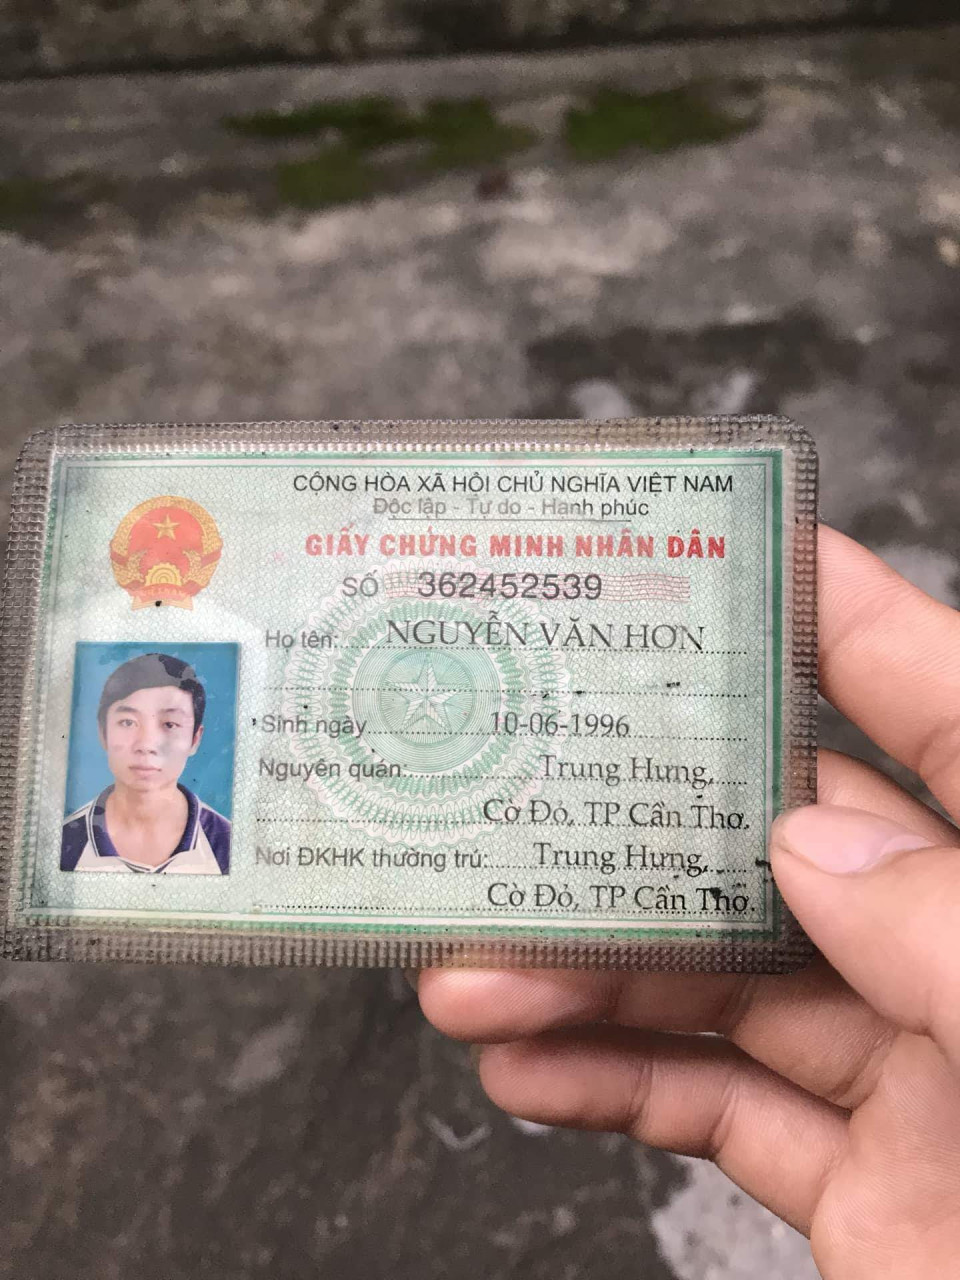 CỘNG HÒA XÃ HỘI CHỦ NGHĨA VIỆT NAM
Độc lập - Tự do - Hạnh phúc
GIẤY CHỨNG MINH NHÂN DÂN
SỐ 362452539
Họ tên: NGUYỄN VĂN HƠN
Sinh ngày 10-06-1996
Nguyên quán: Trung Hưng,
Cờ Đỏ, TP Cần Thơ.
Nơi ĐKHK thường trú: Trung Hưng,
Cờ Đỏ, TP Cần Thơ.